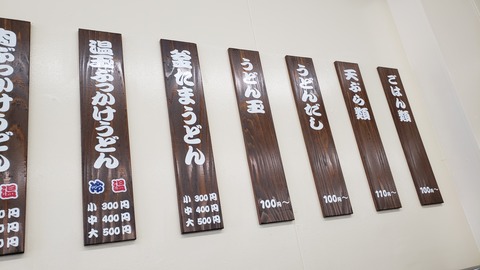 肉ぶっかけうどん
温
温玉ぶっかけうどん
冷 温
小 300円
中 400円
大 500円
釜たまうどん
小 300円
中 400円
大 500円
うどん玉
100円〜
うどんだし
100円〜
天ぷら類
110円〜
ごはん類
100円〜